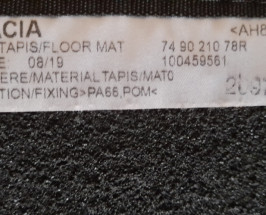 ACIA <AH8
TAPIS/FLOOR MAT 74 90 210 78R
E: 08/19 100459561
ERE/MATERIAL TAPIS/MAT0
TION/FIXING>PA66,POM<